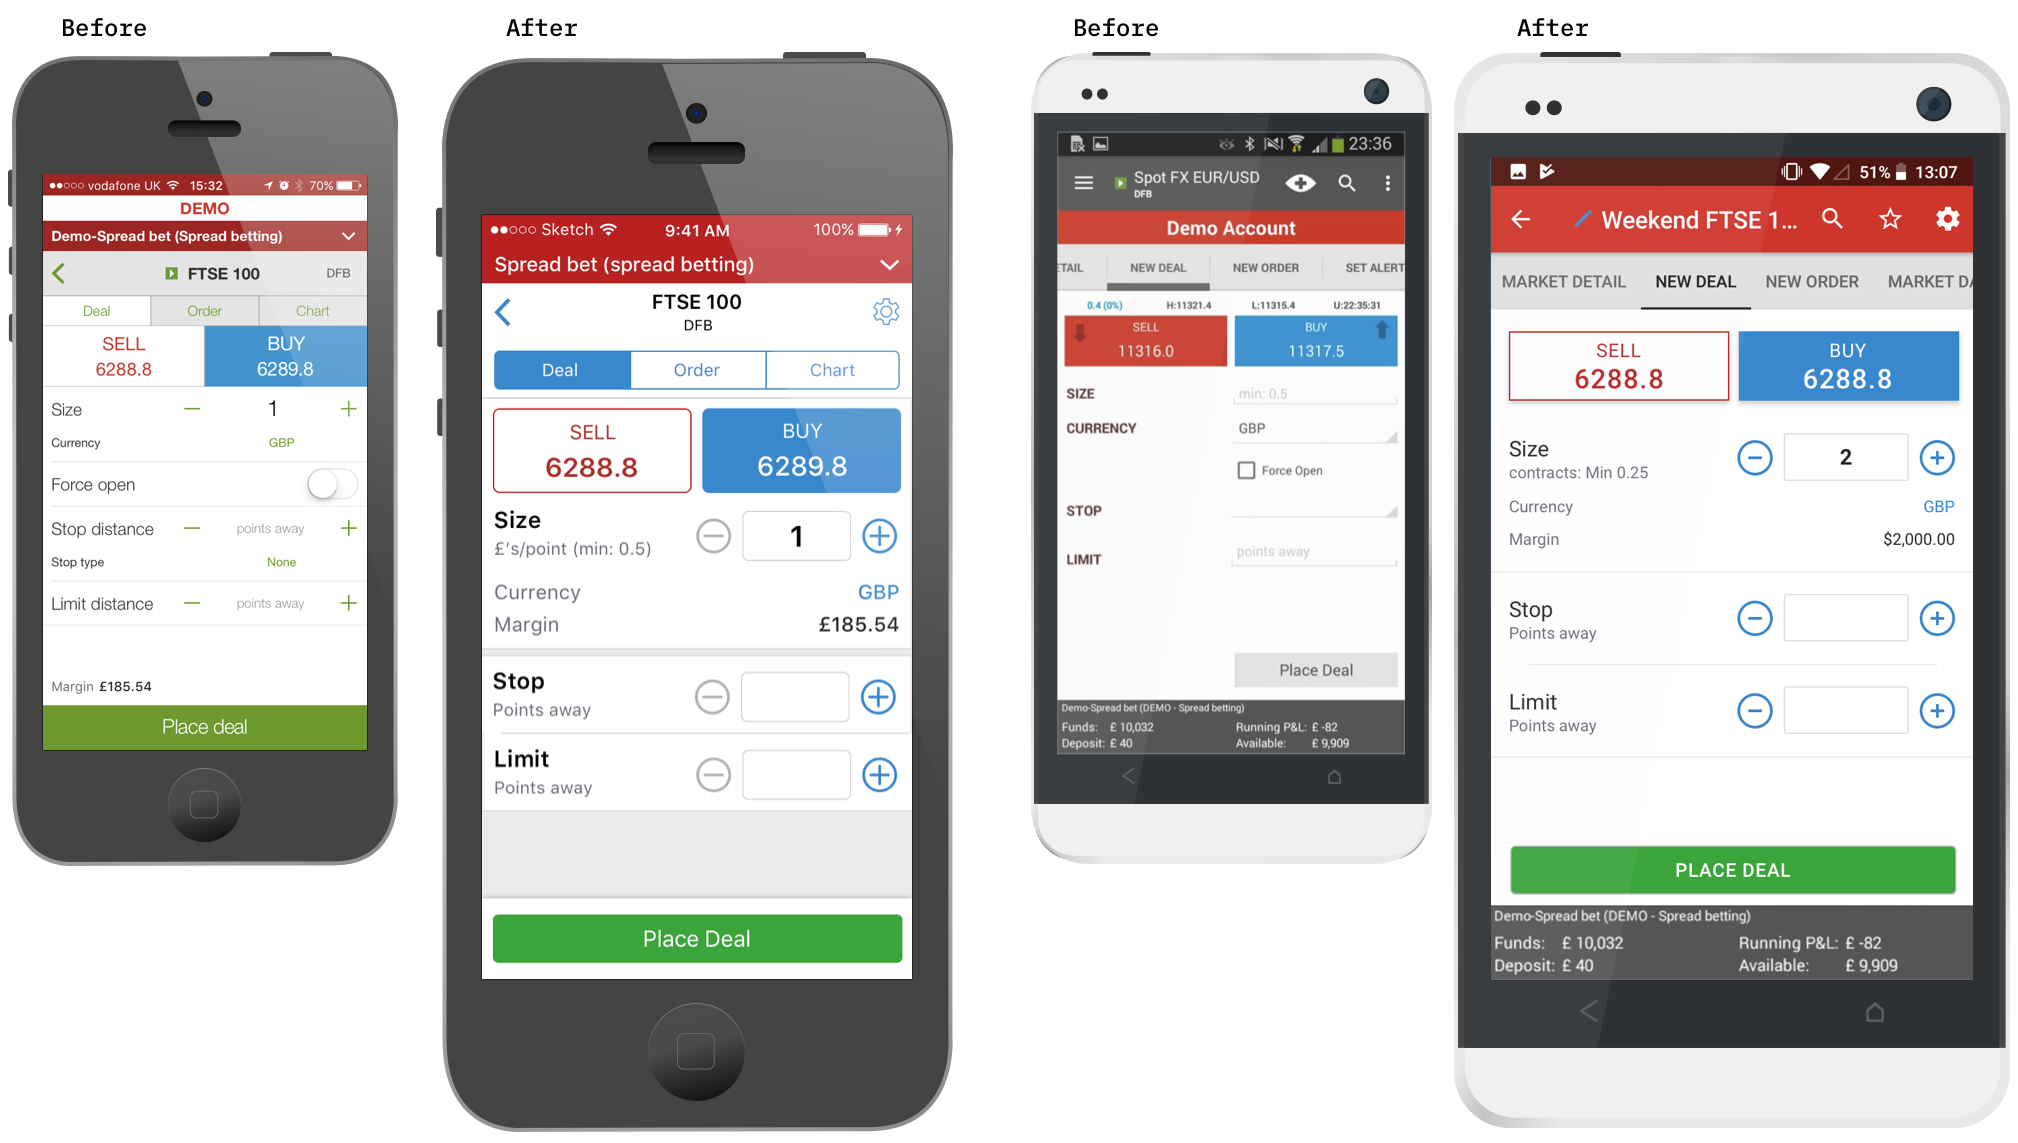 Before
vodafone UK 15:32 70%
DEMO
Demo-Spread bet (Spread betting)
FTSE 100 DFB
Deal Order Chart
SELL BUY
6288.8 6289.8
Size 1
Currency GBP
Force open
Stop distance points away
Stop type None
Limit distance points away
Margin £185.54
Place deal
After
Sketch 9:41 AM 100%
Spread bet (spread betting)
FTSE 100
DFB
Deal Order Chart
SELL BUY
6288.8 6289.8
Size 1
£'s/point (min: 0.5)
Currency GBP
Margin £185.54
Stop
Points away
Limit
Points away
Place Deal
Before
23:36
Spot FX EUR/USD
DFB
Demo Account
ETAIL NEW DEAL NEW ORDER SET ALERT
0.4 (0%) H:11321.4 L:11315.4 U:22:35:31
SELL BUY
11316.0 11317.5
SIZE min: 0.5
CURRENCY GBP
Force Open
STOP
LIMIT points away
Place Deal
Demo-Spread bet (DEMO - Spread betting)
Funds: £ 10,032 Running P&L: £ -82
Deposit: £ 40 Available: £ 9,909
After
51% 13:07
Weekend FTSE 1...
MARKET DETAIL NEW DEAL NEW ORDER MARKET DA
SELL BUY
6288.8 6288.8
Size 2
contracts: Min 0.25
Currency GBP
Margin $2,000.00
Stop
Points away
Limit
Points away
PLACE DEAL
Demo-Spread bet (DEMO - Spread betting)
Funds: £ 10,032 Running P&L: £ -82
Deposit: £ 40 Available: £ 9,909